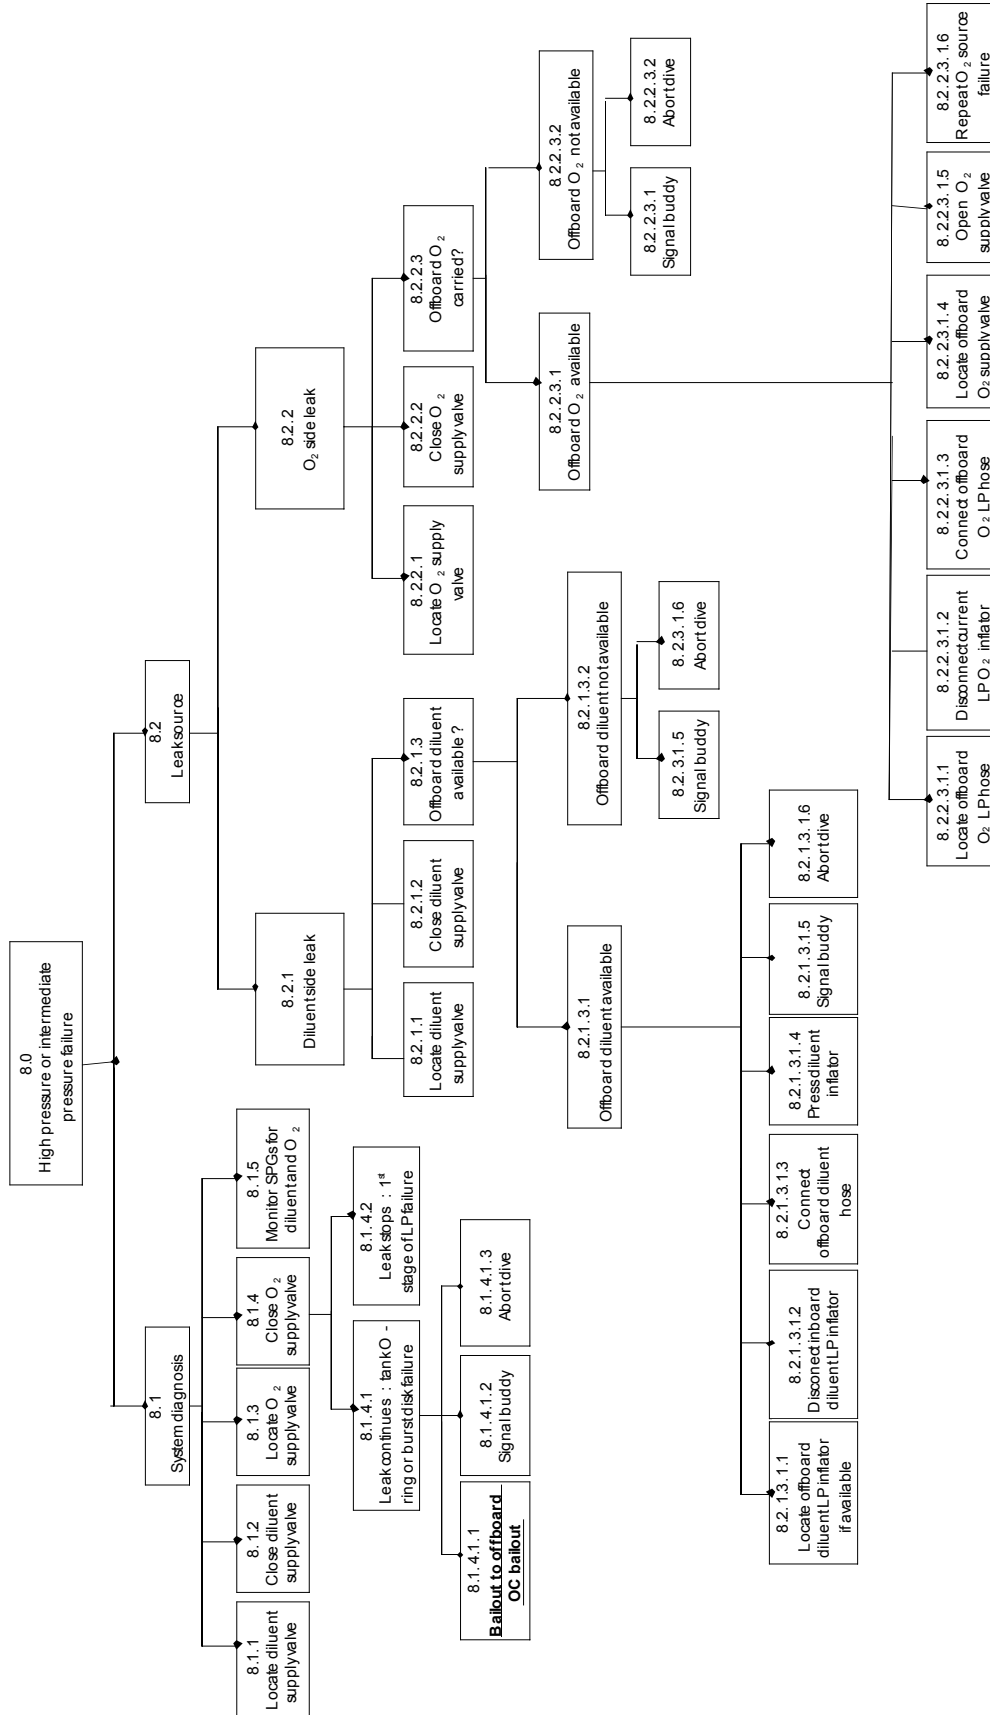 8.0
High pressure or intermediate
pressure failure
8.1
System diagnosis
8.2
Leak source
8.1.1
Locate diluent
supply valve
8.1.2
Close diluent
supply valve
8.1.3
Locate O2
supply valve
8.1.4
Close O2
supply valve
8.1.5
Monitor SPGs for
diluent and O2
8.2.1
Diluent side leak
8.2.2
O2 side leak
8.1.4.1
Leak continues : tank O -
ring or burst disk failure
8.1.4.2
Leak stops : 1st
stage of LP failure
8.2.1.1
Locate diluent
supply valve
8.2.1.2
Close diluent
supply valve
8.2.1.3
Offboard diluent
available ?
8.2.2.1
Locate O2 supply
valve
8.2.2.2
Close O2
supply valve
8.2.2.3
Offboard O2
carried?
8.1.4.1.1
Bailout to offboard
OC bailout
8.1.4.1.2
Signal buddy
8.1.4.1.3
Abort dive
8.2.1.3.1
Offboard diluent available
8.2.1.3.2
Offboard diluent not available
8.2.2.3.1
Offboard O2 available
8.2.2.3.2
Offboard O2 not available
8.2.3.1.5
Signal buddy
8.2.3.1.6
Abort dive
8.2.2.3.1
Signal buddy
8.2.2.3.2
Abort dive
8.2.1.3.1.1
Locate offboard
diluent LP inflator
if available
8.2.1.3.1.2
Disconect inboard
diluent LP inflator
8.2.1.3.1.3
Connect
offboard diluent
hose
8.2.1.3.1.4
Press diluent
inflator
8.2.1.3.1.5
Signal buddy
8.2.1.3.1.6
Abort dive
8.2.2.3.1.1
Locate offboard
O2 LP hose
8.2.2.3.1.2
Disconnect current
LP O2 inflator
8.2.2.3.1.3
Connect offboard
O2 LP hose
8.2.2.3.1.4
Locate offboard
O2 supply valve
8.2.2.3.1.5
Open O2
supply valve
8.2.2.3.1.6
Repeat O2 source
failure